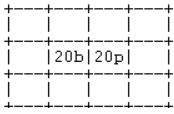 +---+---+---+---+
|   |   |   |   |
+---+---+---+---+
|   |20b|20p|   |
+---+---+---+---+
|   |   |   |   |
+---+---+---+---+